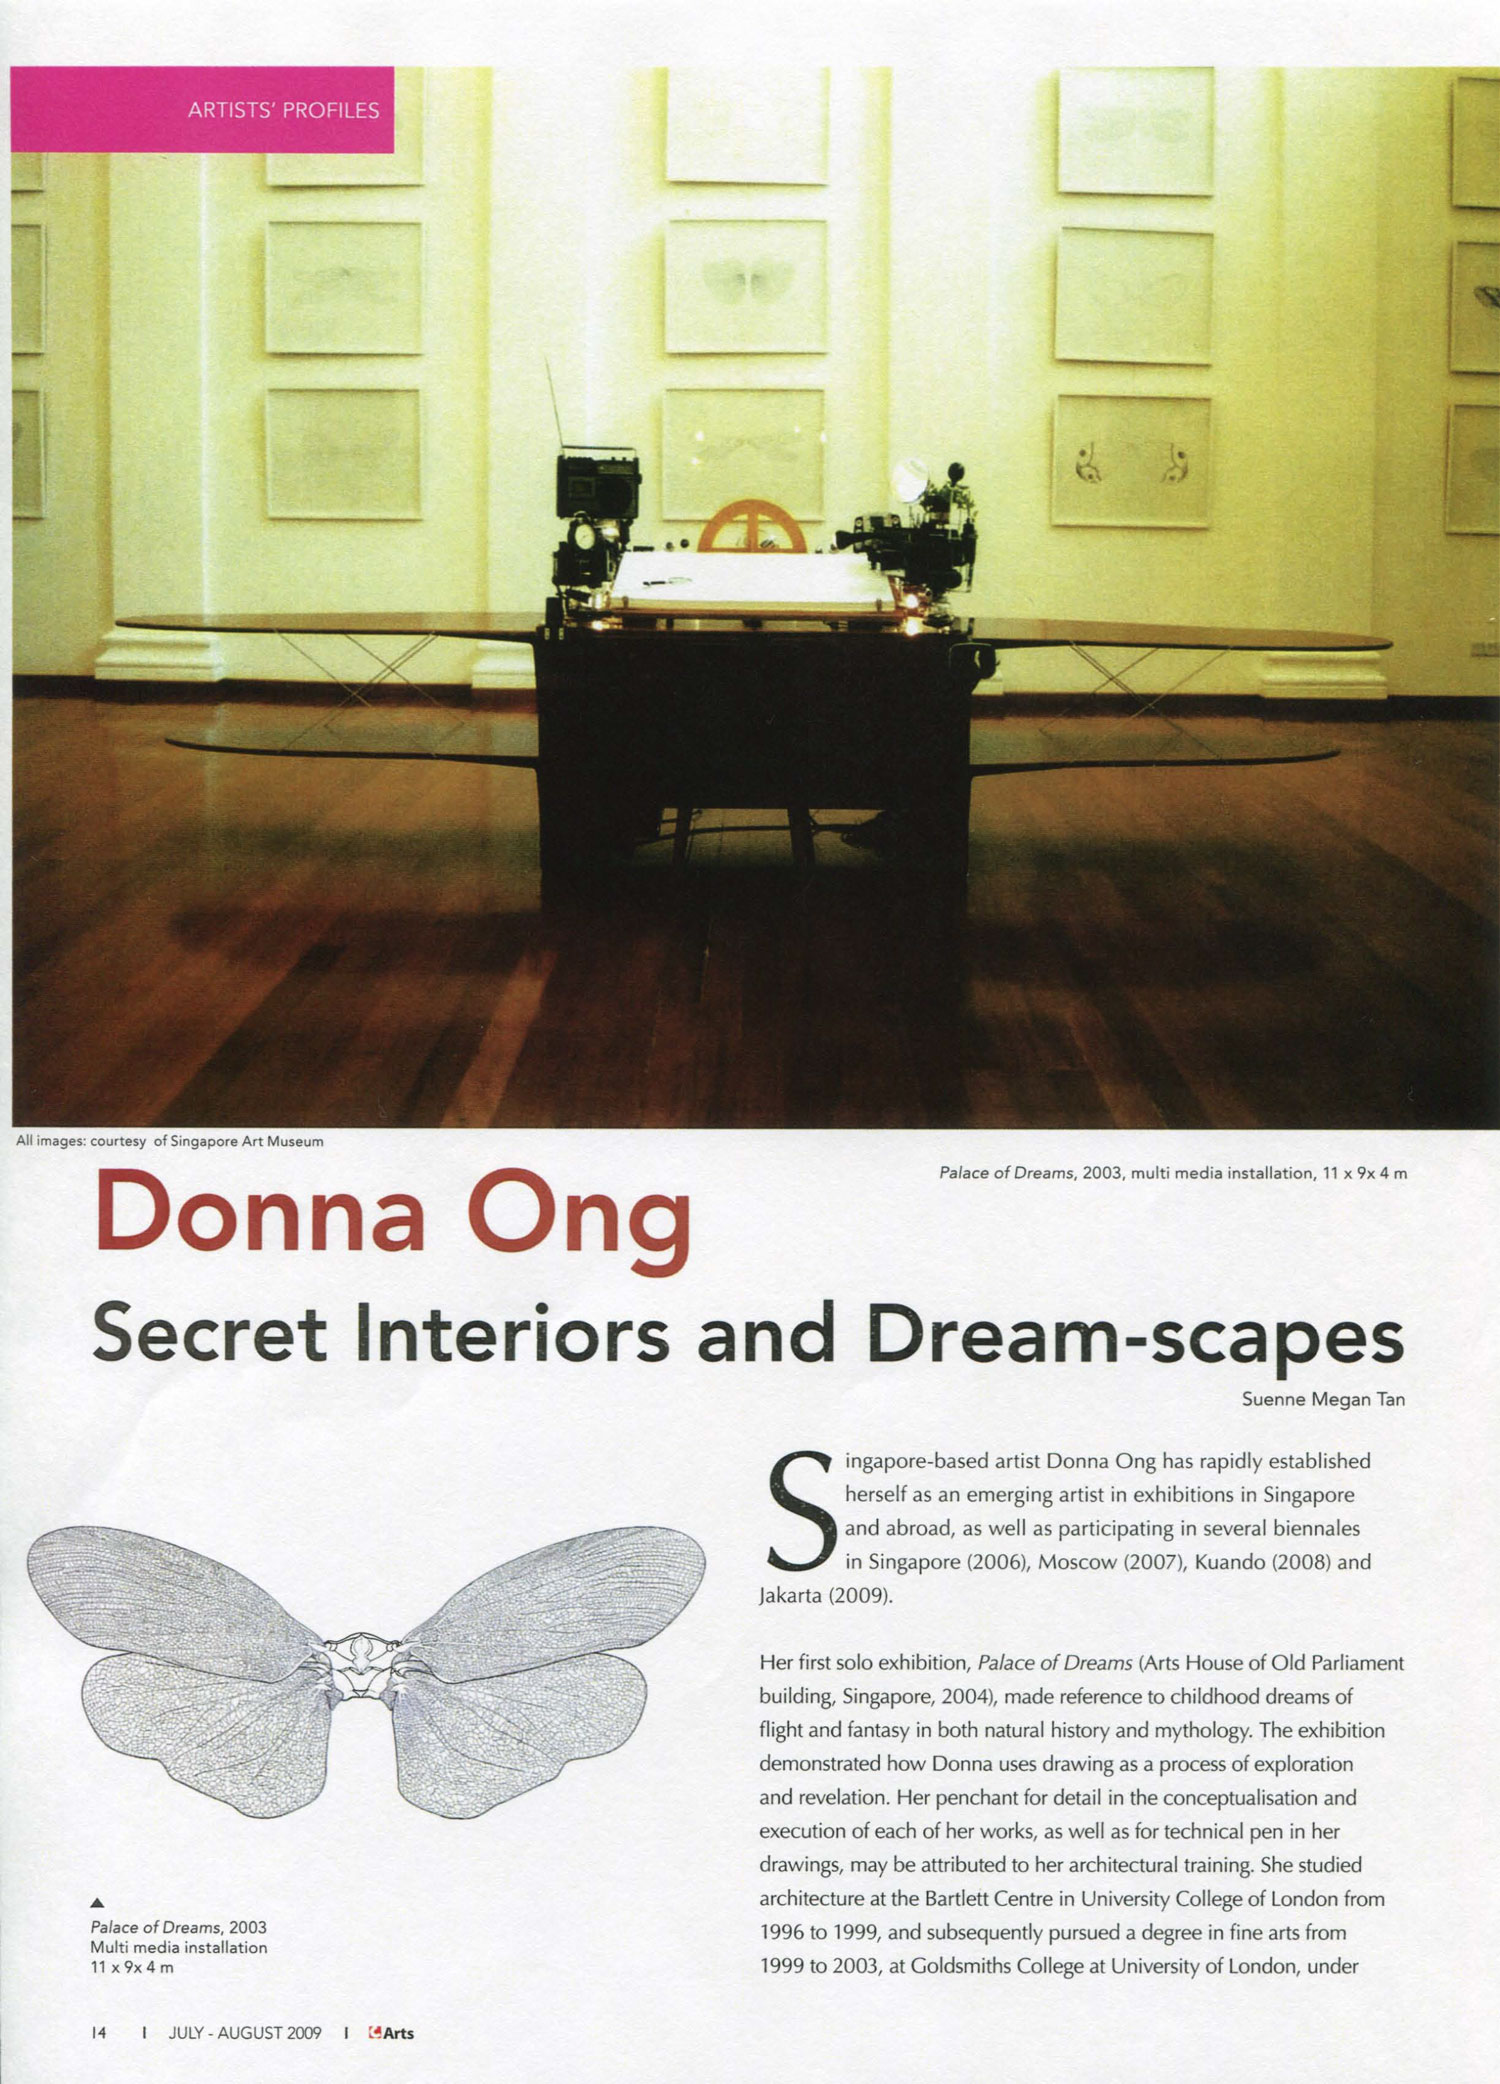 ARTISTS' PROFILES
All images: courtesy of Singapore Art Museum
Palace of Dreams, 2003, multi media installation, 11 x 9x 4 m
Donna Ong
Secret Interiors and Dream-scapes
Suenne Megan Tan
Singapore-based artist Donna Ong has rapidly established
herself as an emerging artist in exhibitions in Singapore
and abroad, as well as participating in several biennales
in Singapore (2006), Moscow (2007), Kuando (2008) and
Jakarta (2009).
Her first solo exhibition, Palace of Dreams (Arts House of Old Parliament
building, Singapore, 2004), made reference to childhood dreams of
flight and fantasy in both natural history and mythology. The exhibition
demonstrated how Donna uses drawing as a process of exploration
and revelation. Her penchant for detail in the conceptualisation and
execution of each of her works, as well as for technical pen in her
drawings, may be attributed to her architectural training. She studied
architecture at the Bartlett Centre in University College of London from
1996 to 1999, and subsequently pursued a degree in fine arts from
1999 to 2003, at Goldsmiths College at University of London, under
Palace of Dreams, 2003
Multi media installation
11 x 9x 4 m
14 I JULY - AUGUST 2009 I C Arts